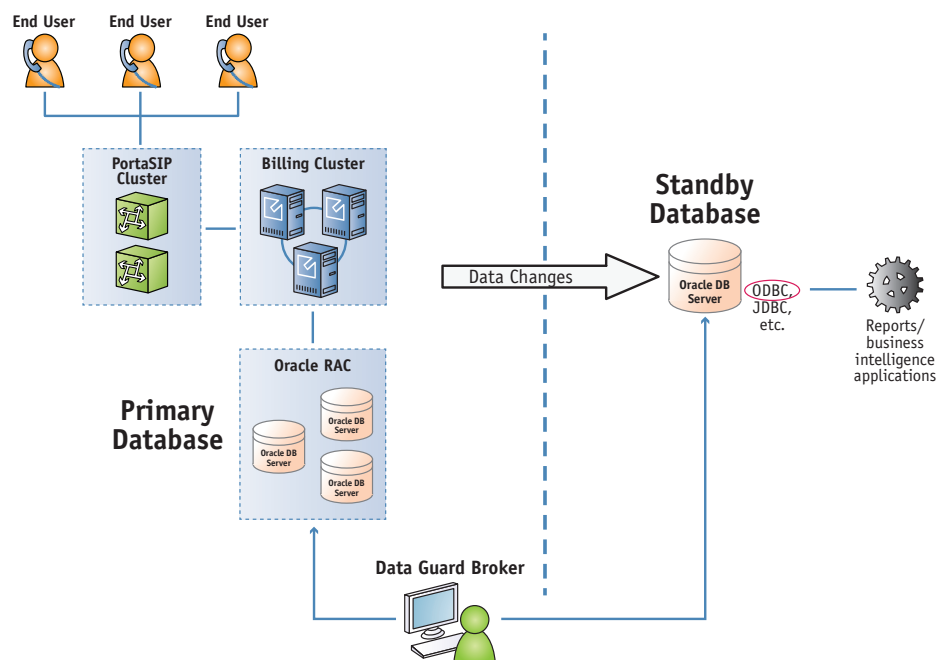 End User
End User
End User
PortaSIP
Cluster
Billing Cluster
Standby
Database
Data Changes
Oracle DB
Server
ODBC,
JDBC,
etc.
Reports/
business
intelligence
applications
Oracle RAC
Primary
Database
Oracle DB
Server
Oracle DB
Server
Oracle DB
Server
Data Guard Broker